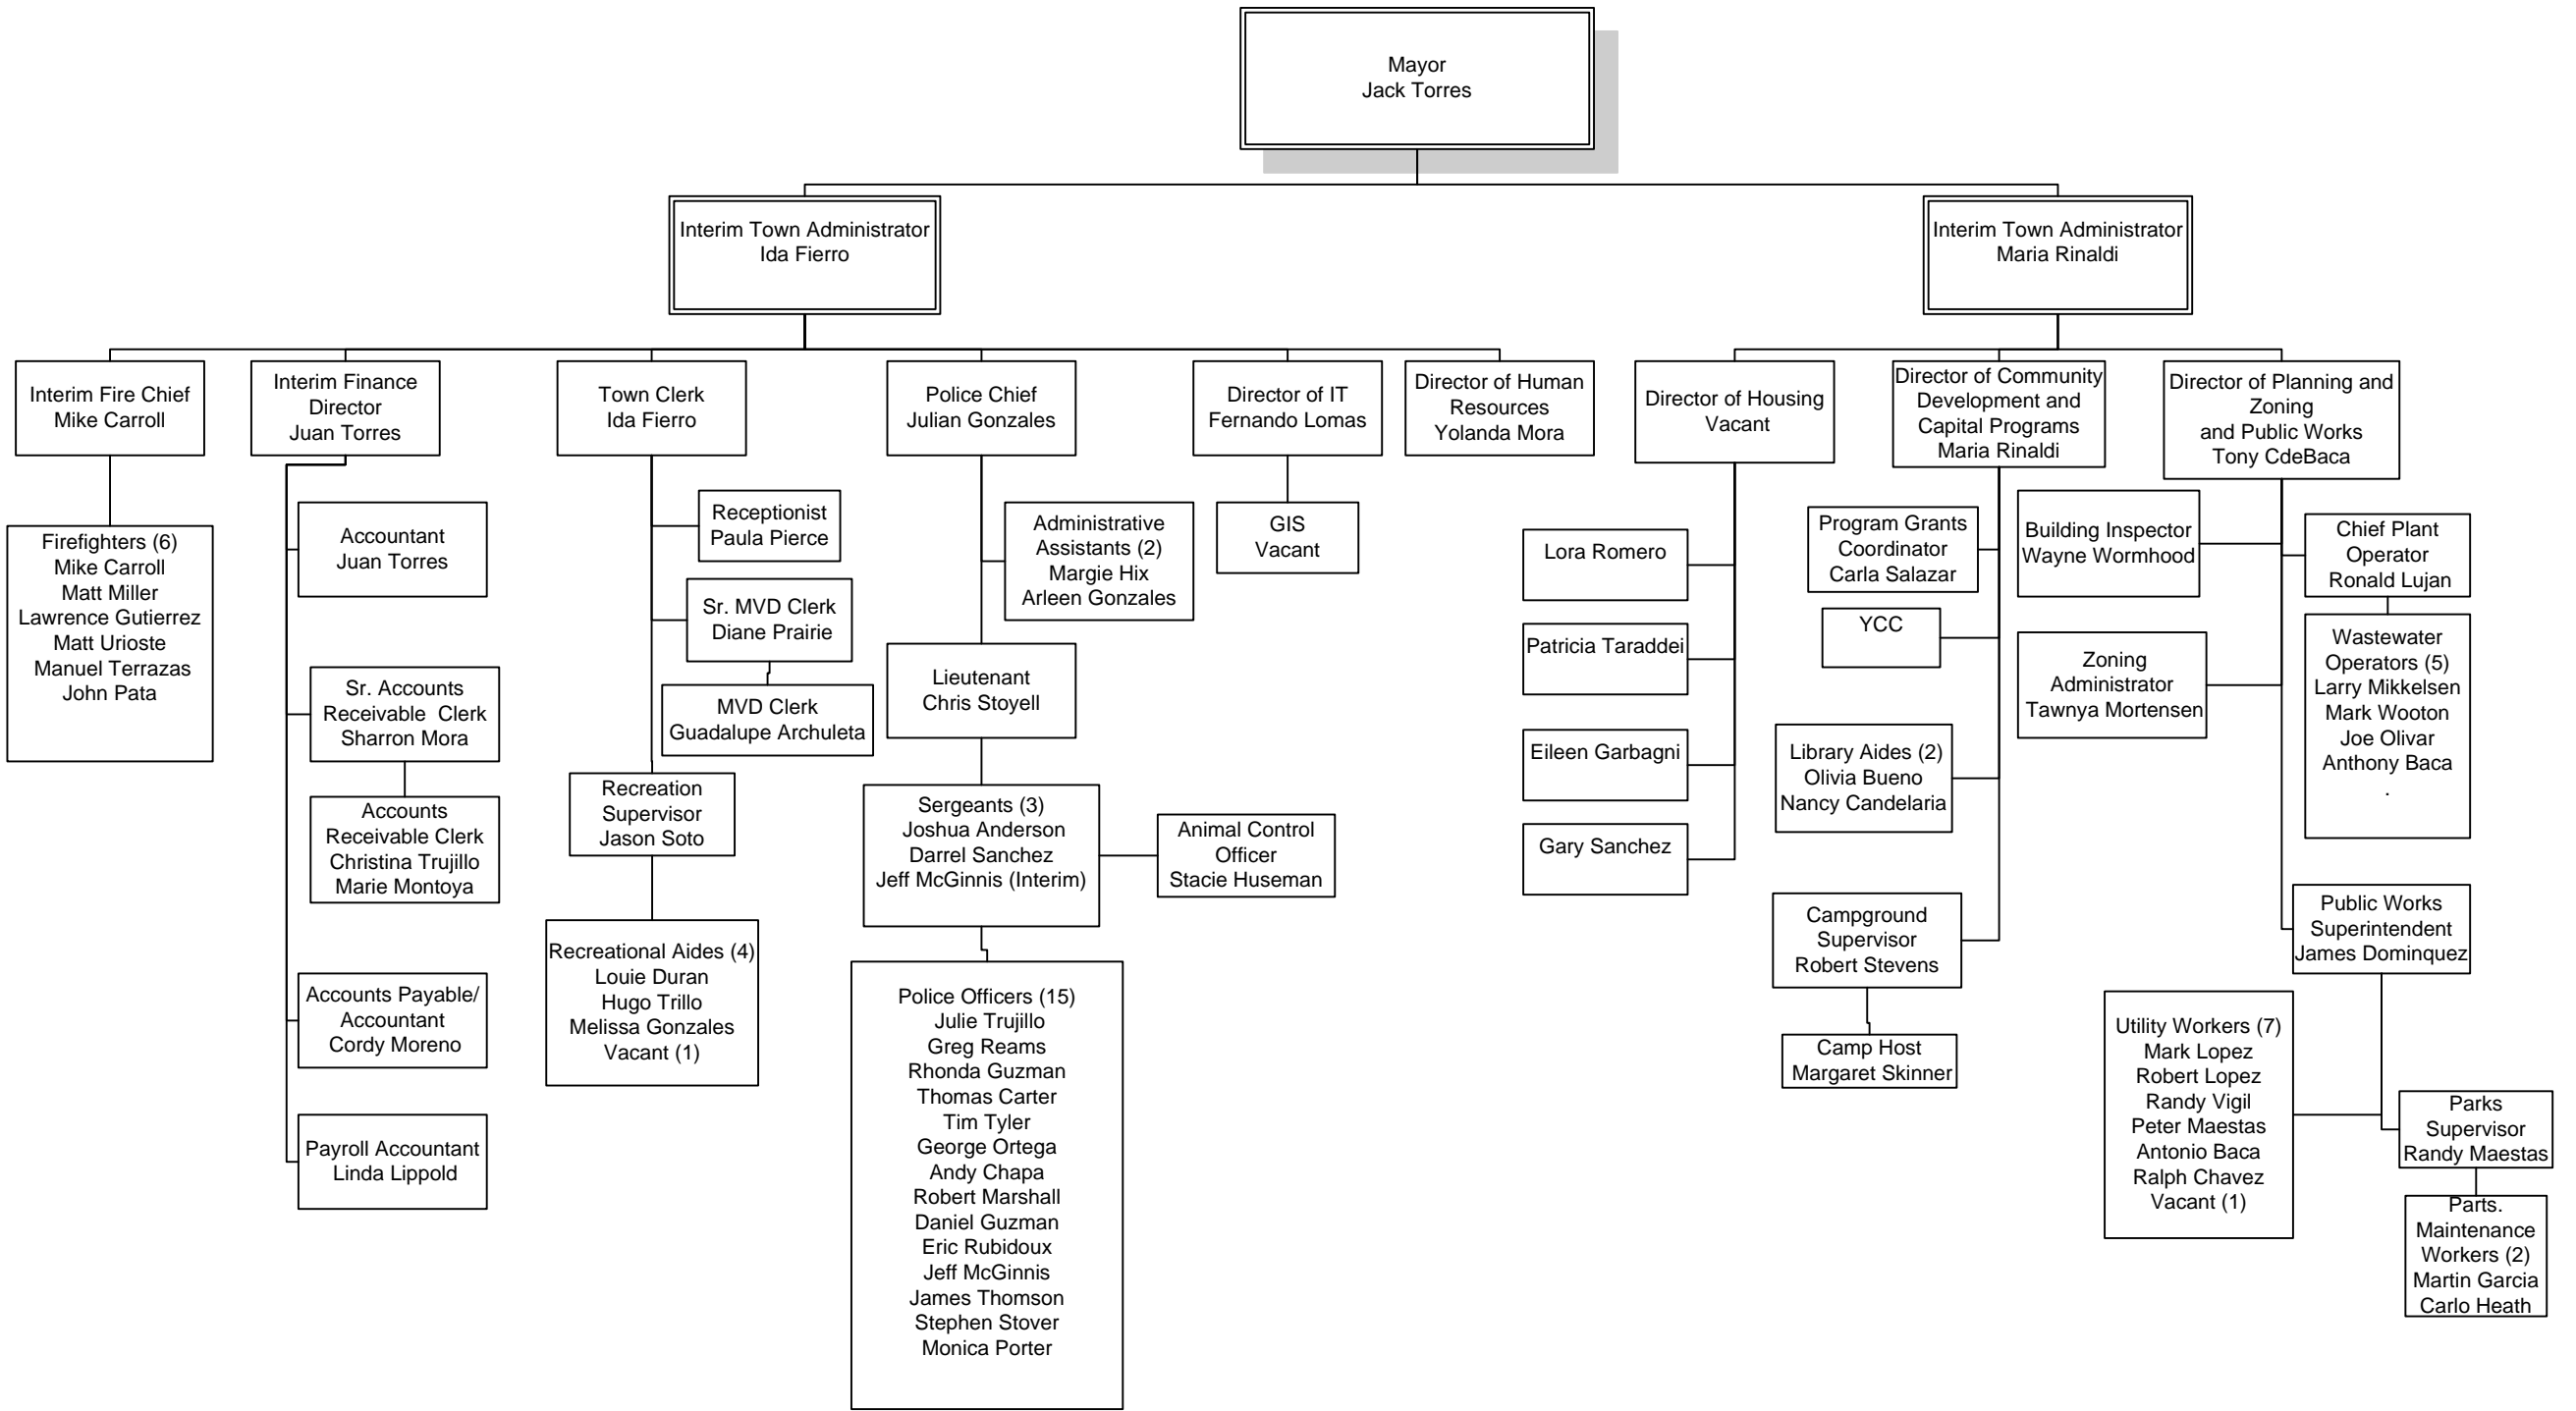 Mayor
Jack Torres
Interim Town Administrator
Ida Fierro
Interim Town Administrator
Maria Rinaldi
Interim Fire Chief
Mike Carroll
Interim Finance
Director
Juan Torres
Town Clerk
Ida Fierro
Police Chief
Julian Gonzales
Director of IT
Fernando Lomas
Director of Human
Resources
Yolanda Mora
Director of Housing
Vacant
Director of Community
Development and
Capital Programs
Maria Rinaldi
Director of Planning and
Zoning
and Public Works
Tony CdeBaca
Firefighters (6)
Mike Carroll
Matt Miller
Lawrence Gutierrez
Matt Urioste
Manuel Terrazas
John Pata
Accountant
Juan Torres
Sr. Accounts
Receivable  Clerk
Sharron Mora
Accounts
Receivable Clerk
Christina Trujillo
Marie Montoya
Accounts Payable/
Accountant
Cordy Moreno
Payroll Accountant
Linda Lippold
Receptionist
Paula Pierce
Sr. MVD Clerk
Diane Prairie
MVD Clerk
Guadalupe Archuleta
Recreation
Supervisor
Jason Soto
Recreational Aides (4)
Louie Duran
Hugo Trillo
Melissa Gonzales
Vacant (1)
Administrative
Assistants (2)
Margie Hix
Arleen Gonzales
Lieutenant
Chris Stoyell
Sergeants (3)
Joshua Anderson
Darrel Sanchez
Jeff McGinnis (Interim)
Animal Control
Officer
Stacie Huseman
Police Officers (15)
Julie Trujillo
Greg Reams
Rhonda Guzman
Thomas Carter
Tim Tyler
George Ortega
Andy Chapa
Robert Marshall
Daniel Guzman
Eric Rubidoux
Jeff McGinnis
James Thomson
Stephen Stover
Monica Porter
GIS
Vacant
Lora Romero
Patricia Taraddei
Eileen Garbagni
Gary Sanchez
Program Grants
Coordinator
Carla Salazar
YCC
Library Aides (2)
Olivia Bueno
Nancy Candelaria
Campground
Supervisor
Robert Stevens
Camp Host
Margaret Skinner
Building Inspector
Wayne Wormhood
Zoning
Administrator
Tawnya Mortensen
Chief Plant
Operator
Ronald Lujan
Wastewater
Operators (5)
Larry Mikkelsen
Mark Wooton
Joe Olivar
Anthony Baca
.
Public Works
Superintendent
James Dominquez
Utility Workers (7)
Mark Lopez
Robert Lopez
Randy Vigil
Peter Maestas
Antonio Baca
Ralph Chavez
Vacant (1)
Parks
Supervisor
Randy Maestas
Parts.
Maintenance
Workers (2)
Martin Garcia
Carlo Heath